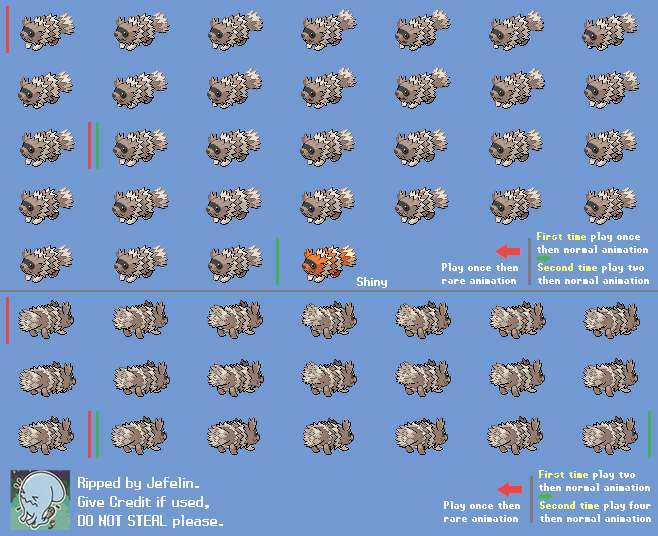 First time play once
then normal animation
Play once then
rare animation
Second time play two
then normal animation
Shiny
Ripped by Jefelin.
Give Credit if used,
DO NOT STEAL please.
First time play two
then normal animation
Play once then
rare animation
Second time play four
then normal animation